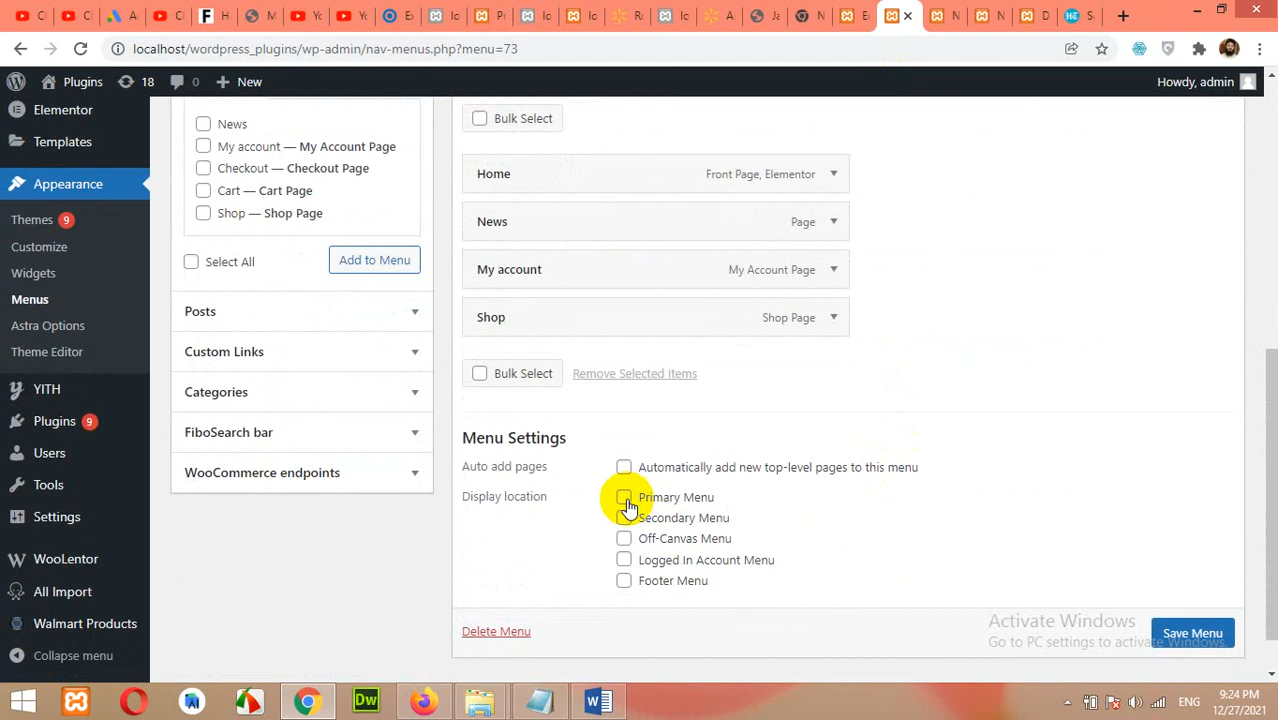 localhost/wordpress_plugins/wp-admin/nav-menus.php?menu=73
Plugins 18 0 New Howdy, admin
Elementor
Templates
Appearance
Themes 9
Customize
Widgets
Menus
Astra Options
Theme Editor
YITH
Plugins 9
Users
Tools
Settings
WooLentor
All Import
Walmart Products
Collapse menu
News
My account — My Account Page
Checkout — Checkout Page
Cart — Cart Page
Shop — Shop Page
Select All Add to Menu
Posts
Custom Links
Categories
FiboSearch bar
WooCommerce endpoints
Bulk Select
Home Front Page, Elementor
News Page
My account My Account Page
Shop Shop Page
Bulk Select Remove Selected Items
Menu Settings
Auto add pages Automatically add new top-level pages to this menu
Display location Primary Menu
Secondary Menu
Off-Canvas Menu
Logged In Account Menu
Footer Menu
Delete Menu Save Menu
Activate Windows
Go to PC settings to activate Windows.
Dw
ENG
9:24 PM
12/27/2021